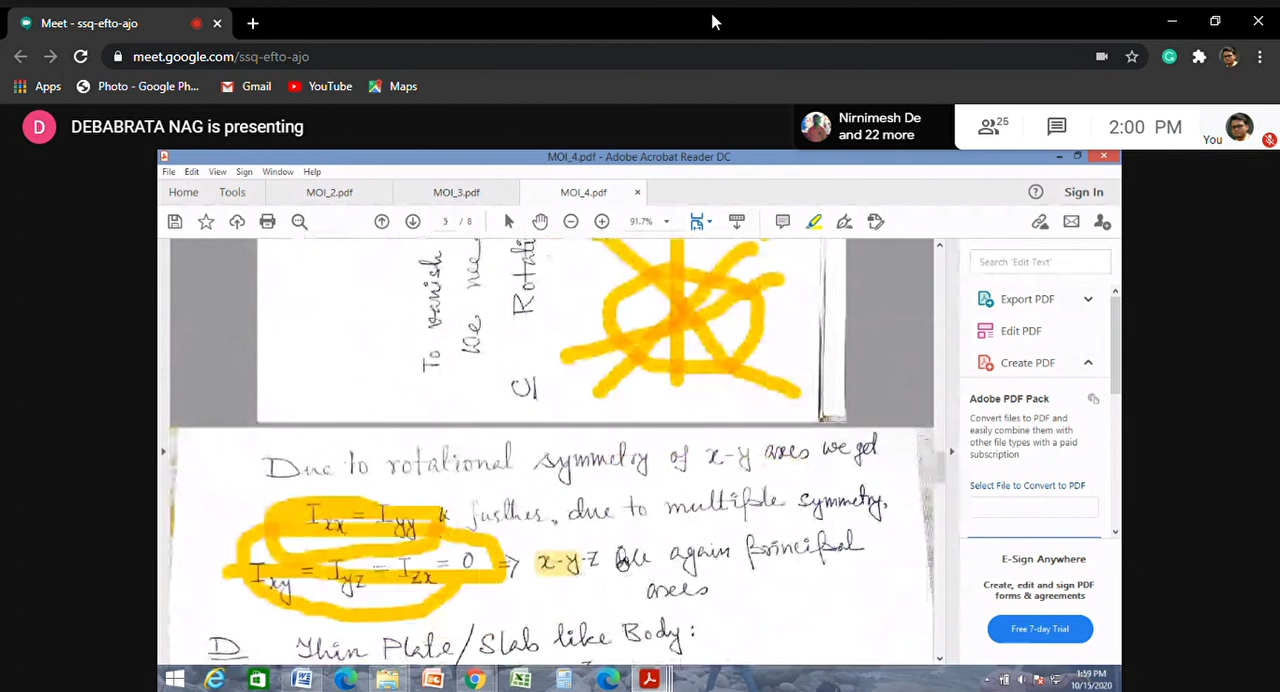 Meet - ssq-efto-ajo
meet.google.com/ssq-efto-ajo
Apps Photo - Google Ph... Gmail YouTube Maps
D DEBABRATA NAG is presenting
Nirnimesh De
and 22 more
25
2:00 PM
You
MOI_4.pdf - Adobe Acrobat Reader DC
File Edit View Sign Window Help
Home Tools MOI_2.pdf MOI_3.pdf MOI_4.pdf Sign In
5 / 8 91.7%
To vanish
We nee
C/ Rotati
Due to rotational symmetry of x-y axes we get
Ixx = Iyy & further, due to multiple symmetry,
Ixy = Iyz = Izx = 0 ⇒ x-y-z are again principal
axes
D Thin Plate/Slab like Body:
Search 'Edit Text'
Export PDF
Edit PDF
Create PDF
Adobe PDF Pack
Convert files to PDF and
easily combine them with
other file types with a paid
subscription
Select File to Convert to PDF
E-Sign Anywhere
Create, edit and sign PDF
forms & agreements
Free 7-day Trial
1:59 PM
10/15/2020